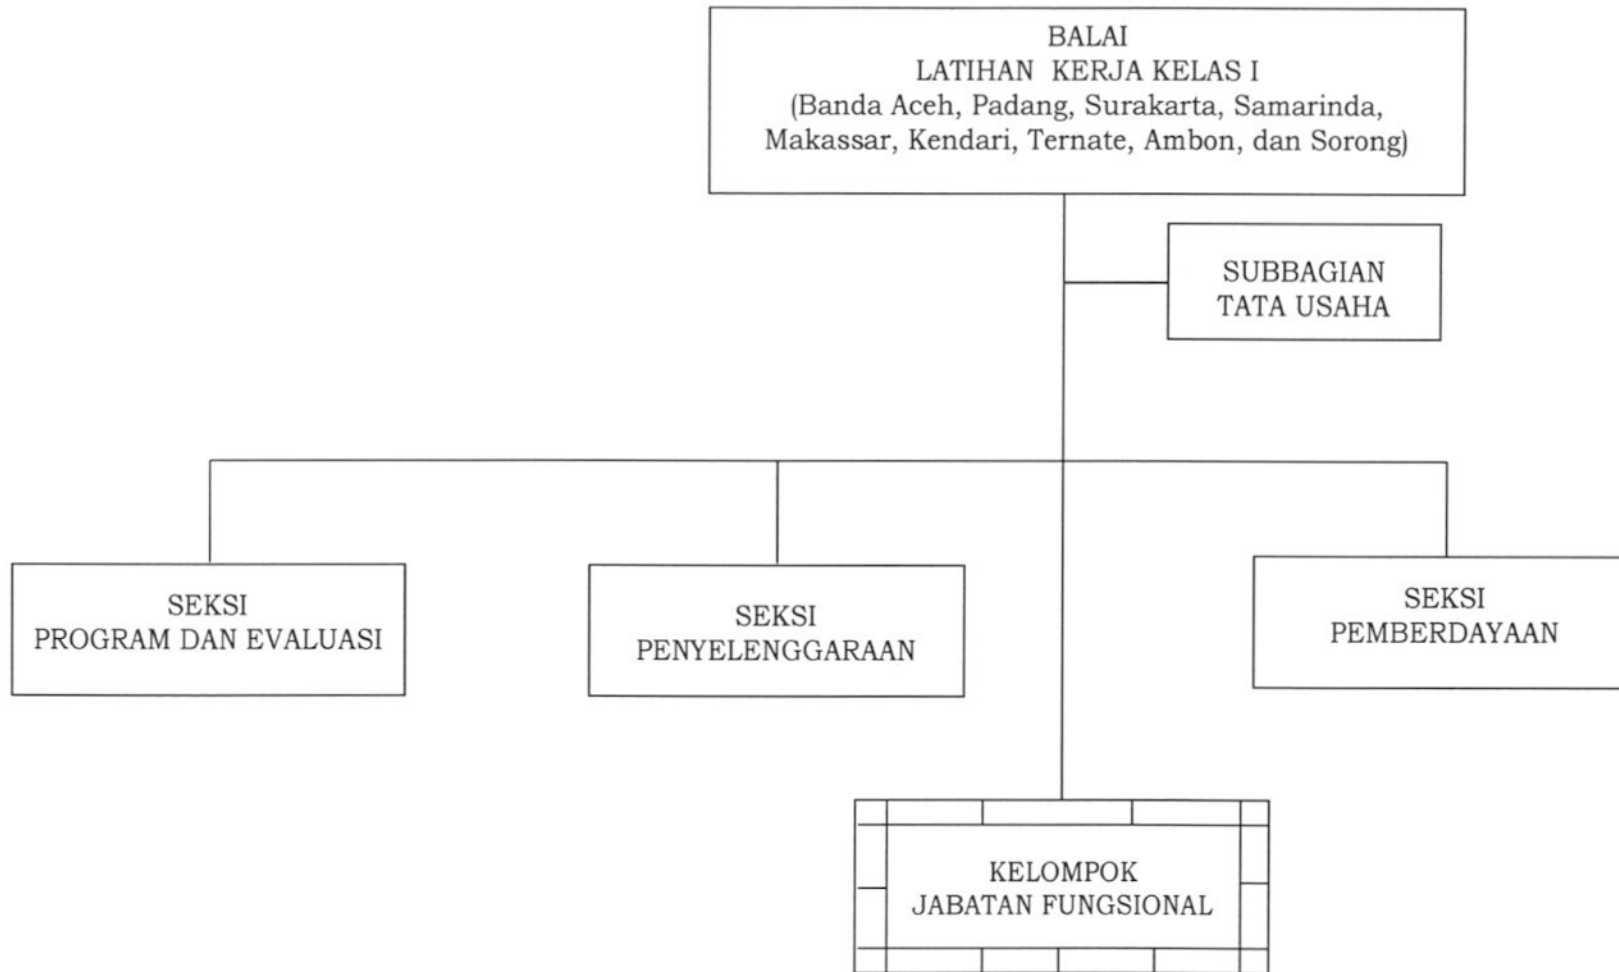 BALAI
LATIHAN KERJA KELAS I
(Banda Aceh, Padang, Surakarta, Samarinda,
Makassar, Kendari, Ternate, Ambon, dan Sorong)
SUBBAGIAN
TATA USAHA
SEKSI
PROGRAM DAN EVALUASI
SEKSI
PENYELENGGARAAN
SEKSI
PEMBERDAYAAN
KELOMPOK
JABATAN FUNGSIONAL